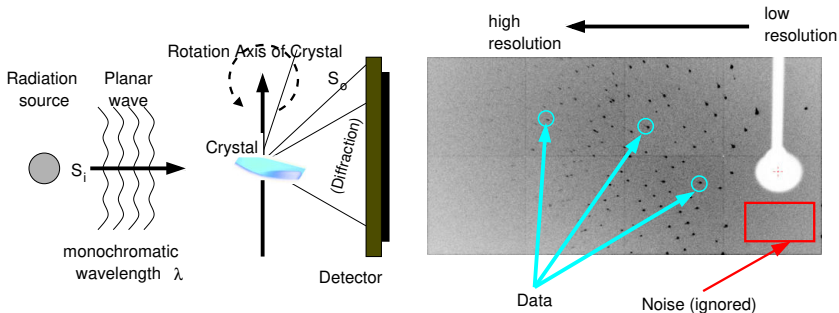 Radiation
source
Planar
wave
Rotation Axis of Crystal
S o
Crystal
S i
(Diffraction)
monochromatic
wavelength λ
Detector
high
resolution
low
resolution
Data
Noise (ignored)